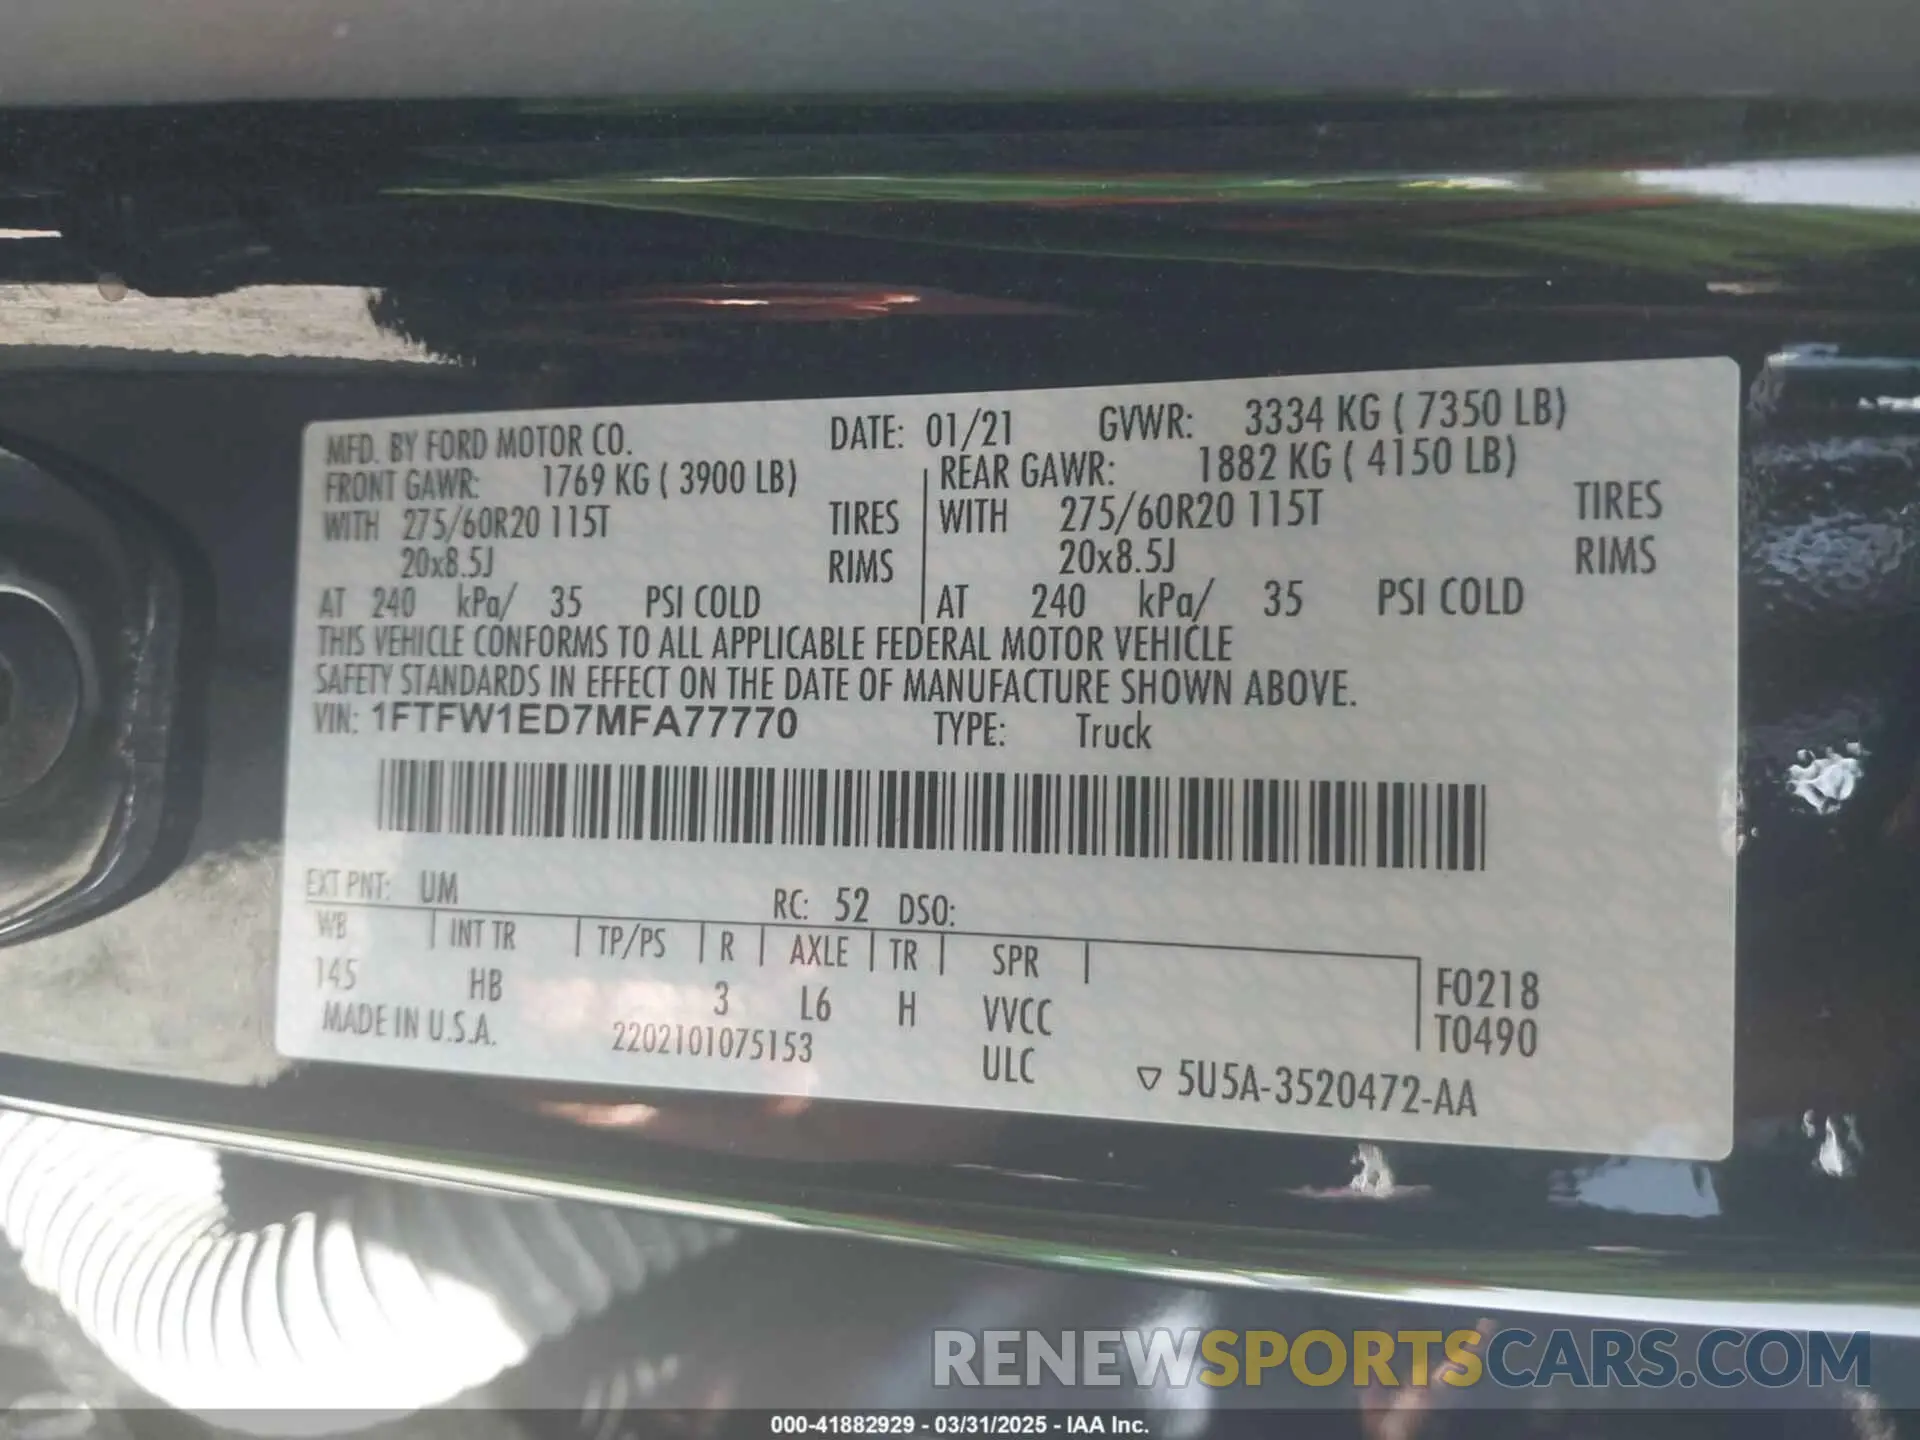 MFD. BY FORD MOTOR CO. DATE: 01/21 GVWR: 3334 KG ( 7350 LB)
FRONT GAWR: 1769 KG ( 3900 LB) REAR GAWR: 1882 KG ( 4150 LB)
WITH 275/60R20 115T TIRES WITH 275/60R20 115T TIRES
20x8.5J RIMS 20x8.5J RIMS
AT 240 kPa/ 35 PSI COLD AT 240 kPa/ 35 PSI COLD
THIS VEHICLE CONFORMS TO ALL APPLICABLE FEDERAL MOTOR VEHICLE
SAFETY STANDARDS IN EFFECT ON THE DATE OF MANUFACTURE SHOWN ABOVE.
VIN: 1FTFW1ED7MFA77770 TYPE: Truck
EXT PNT: UM RC: 52 DSO:
WB INT TR TP/PS R AXLE TR SPR
145 HB 3 L6 H VVCC F0218
MADE IN U.S.A. 2202101075153 ULC T0490
▽ 5U5A-3520472-AA
RENEWSPORTSCARS.COM
000-41882929 - 03/31/2025 - IAA Inc.